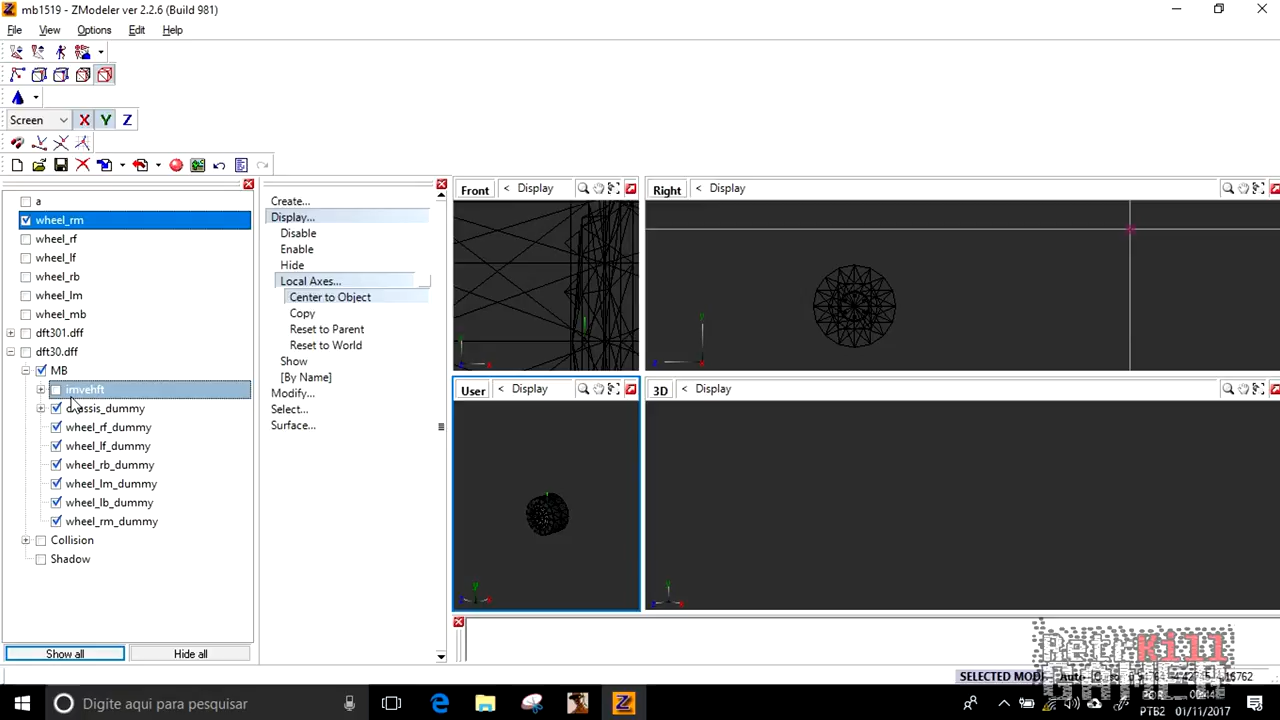 mb1519 - ZModeler ver 2.2.6 (Build 981)
File View Options Edit Help
Screen X Y Z
a
wheel_rm
wheel_rf
wheel_lf
wheel_rb
wheel_lm
wheel_mb
dft301.dff
dft30.dff
MB
imvehft
chassis_dummy
wheel_rf_dummy
wheel_lf_dummy
wheel_rb_dummy
wheel_lm_dummy
wheel_lb_dummy
wheel_rm_dummy
Collision
Shadow
Show all Hide all
Create...
Display...
Disable
Enable
Hide
Local Axes...
Center to Object
Copy
Reset to Parent
Reset to World
Show
[By Name]
Modify...
Select...
Surface...
Front < Display
Right < Display
User < Display
3D < Display
SELECTED MODE Auto
RetroKill
GAMER
Digite aqui para pesquisar
PTB2 01/11/2017